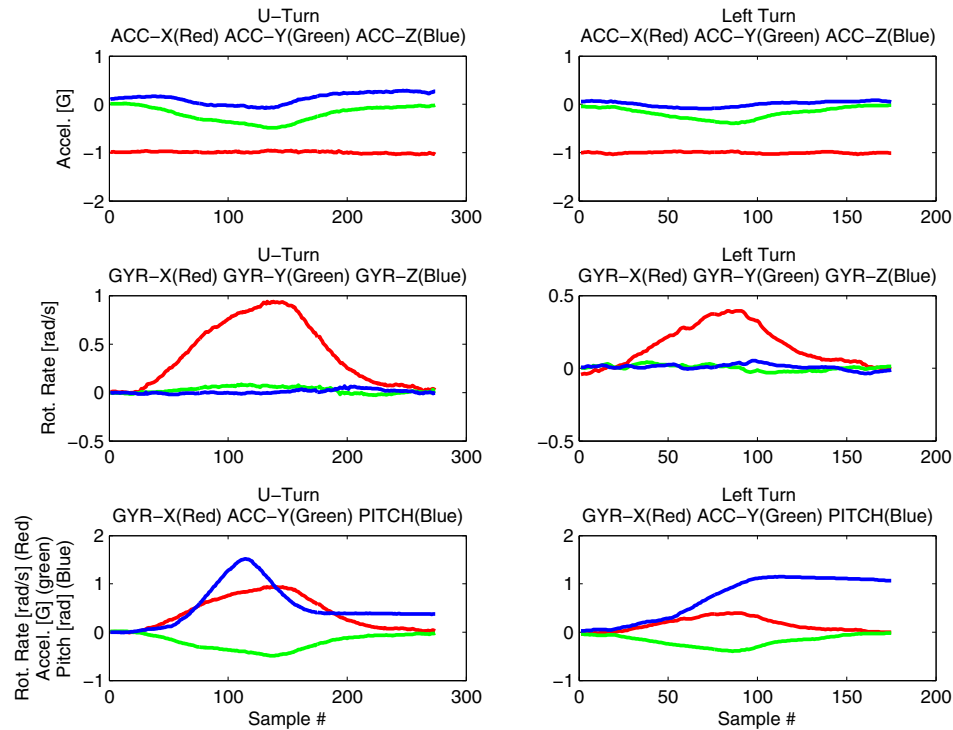 U−Turn
ACC−X(Red) ACC−Y(Green) ACC−Z(Blue)
Accel. [G]
1
0
−1
−2
0
100
200
300
Left Turn
ACC−X(Red) ACC−Y(Green) ACC−Z(Blue)
1
0
−1
−2
0
50
100
150
200
U−Turn
GYR−X(Red) GYR−Y(Green) GYR−Z(Blue)
Rot. Rate [rad/s]
1
0.5
0
−0.5
0
100
200
300
Left Turn
GYR−X(Red) GYR−Y(Green) GYR−Z(Blue)
0.5
0
−0.5
0
50
100
150
200
U−Turn
GYR−X(Red) ACC−Y(Green) PITCH(Blue)
Rot. Rate [rad/s] (Red)
Accel. [G] (green)
Pitch [rad] (Blue)
2
1
0
−1
0
100
200
300
Sample #
Left Turn
GYR−X(Red) ACC−Y(Green) PITCH(Blue)
2
1
0
−1
0
50
100
150
200
Sample #